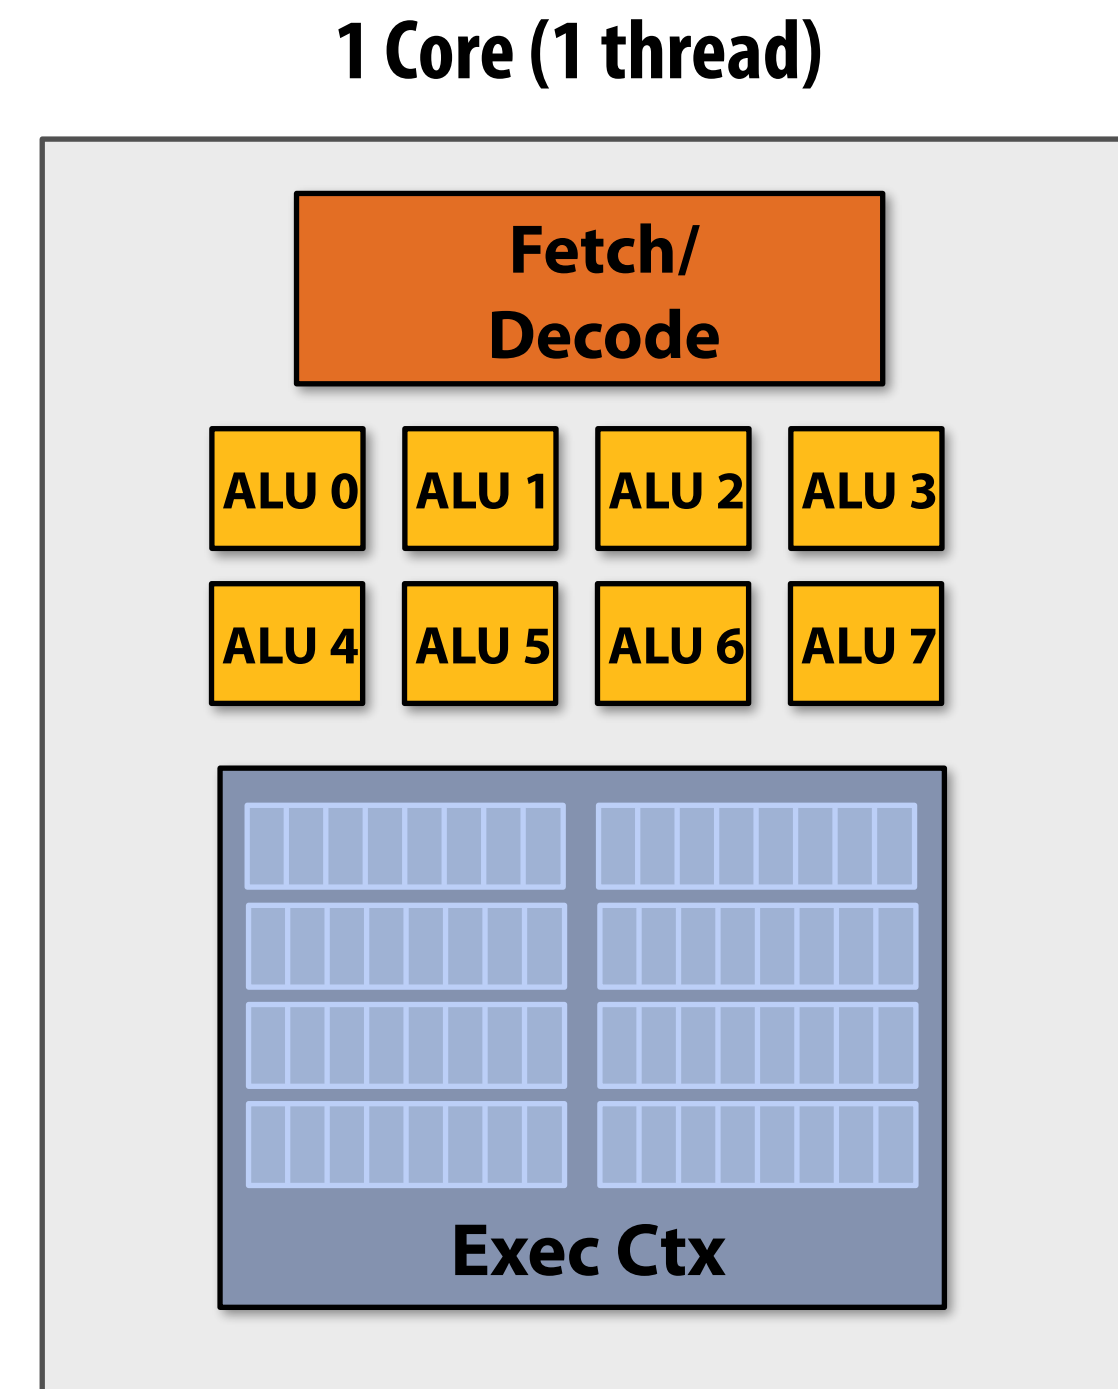 1 Core (1 thread)
Fetch/
Decode
ALU 0 ALU 1 ALU 2 ALU 3
ALU 4 ALU 5 ALU 6 ALU 7
Exec Ctx